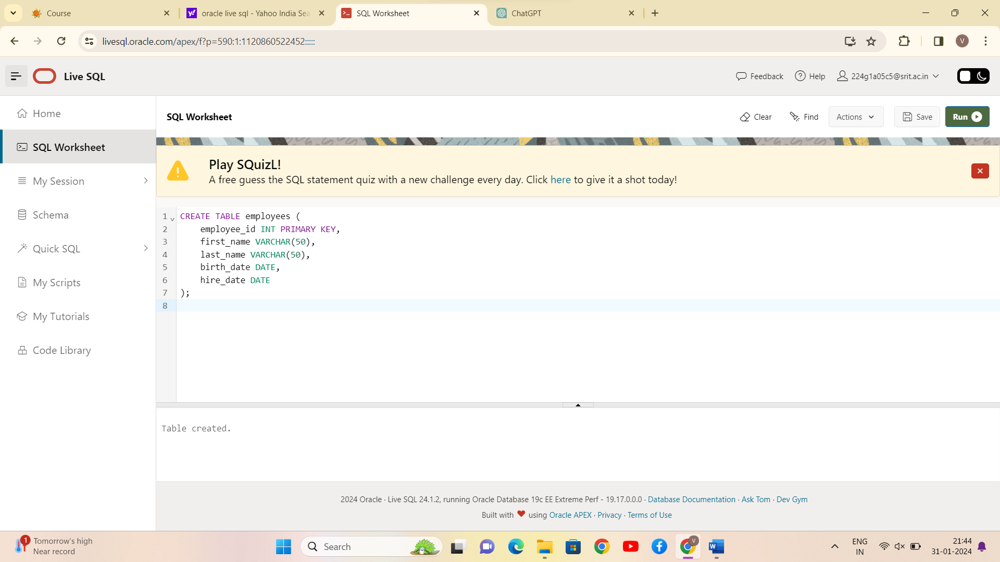 Course
oracle live sql - Yahoo India Sea
SQL Worksheet
ChatGPT
livesql.oracle.com/apex/f?p=590:1:1120860522452:::::
V
Live SQL
Feedback
Help
224g1a05c5@srit.ac.in
Home
SQL Worksheet
My Session
Schema
Quick SQL
My Scripts
My Tutorials
Code Library
SQL Worksheet
Clear
Find
Actions
Save
Run
Play SQuizL!
A free guess the SQL statement quiz with a new challenge every day. Click here to give it a shot today!
1 CREATE TABLE employees (
2 employee_id INT PRIMARY KEY,
3 first_name VARCHAR(50),
4 last_name VARCHAR(50),
5 birth_date DATE,
6 hire_date DATE
7 );
8
Table created.
2024 Oracle · Live SQL 24.1.2, running Oracle Database 19c EE Extreme Perf - 19.17.0.0.0 · Database Documentation · Ask Tom · Dev Gym
Built with ❤ using Oracle APEX · Privacy · Terms of Use
1
Tomorrow's high
Near record
Search
V
W
ENG
IN
21:44
31-01-2024